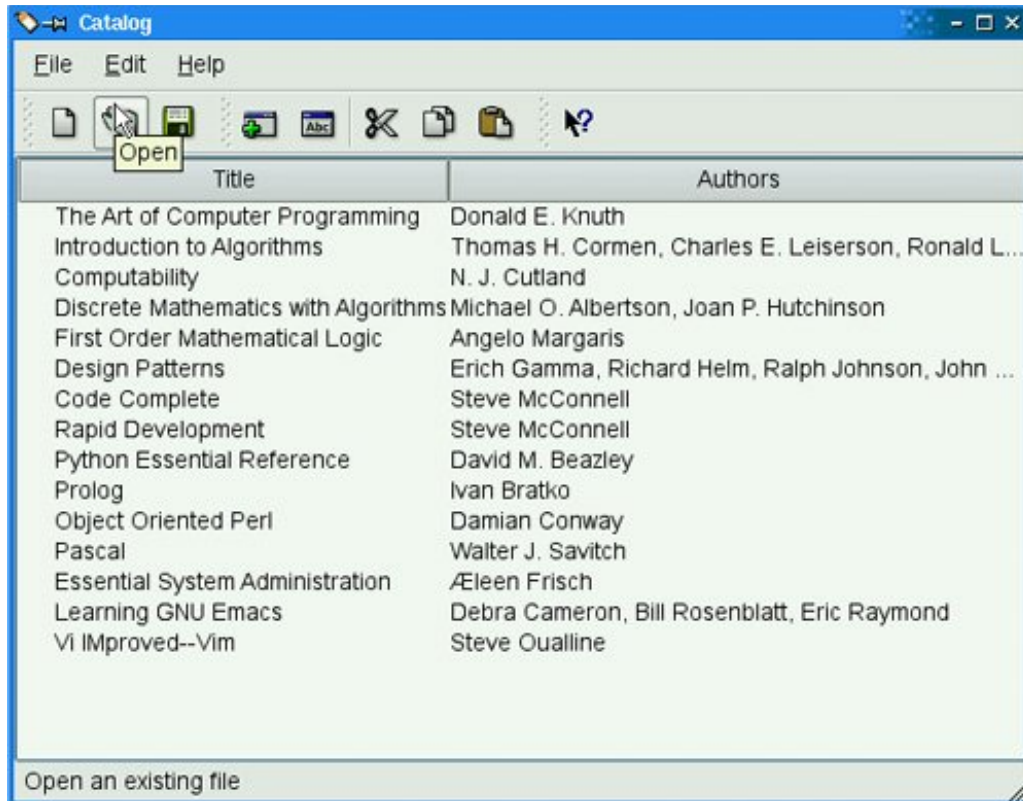 Catalog
File Edit Help
Abc
Open
Title Authors
The Art of Computer Programming Donald E. Knuth
Introduction to Algorithms Thomas H. Cormen, Charles E. Leiserson, Ronald L...
Computability N. J. Cutland
Discrete Mathematics with Algorithms Michael O. Albertson, Joan P. Hutchinson
First Order Mathematical Logic Angelo Margaris
Design Patterns Erich Gamma, Richard Helm, Ralph Johnson, John ...
Code Complete Steve McConnell
Rapid Development Steve McConnell
Python Essential Reference David M. Beazley
Prolog Ivan Bratko
Object Oriented Perl Damian Conway
Pascal Walter J. Savitch
Essential System Administration Æleen Frisch
Learning GNU Emacs Debra Cameron, Bill Rosenblatt, Eric Raymond
Vi IMproved--Vim Steve Oualline
Open an existing file